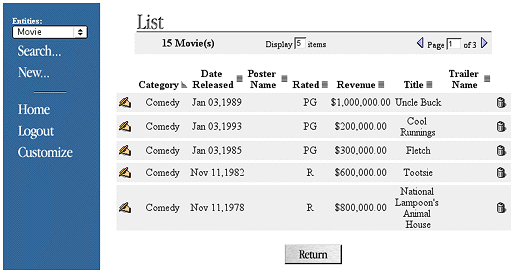 Entities:
Movie
Search...
New...
Home
Logout
Customize
List
15 Movie(s) Display 5 items Page 1 of 3
Category Date Released Poster Name Rated Revenue Title Trailer Name
Comedy Jan 03,1989 PG $1,000,000.00 Uncle Buck
Comedy Jan 03,1993 PG $200,000.00 Cool Runnings
Comedy Jan 03,1985 PG $300,000.00 Fletch
Comedy Nov 11,1982 R $600,000.00 Tootsie
Comedy Nov 11,1978 R $800,000.00 National Lampoon's Animal House
Return